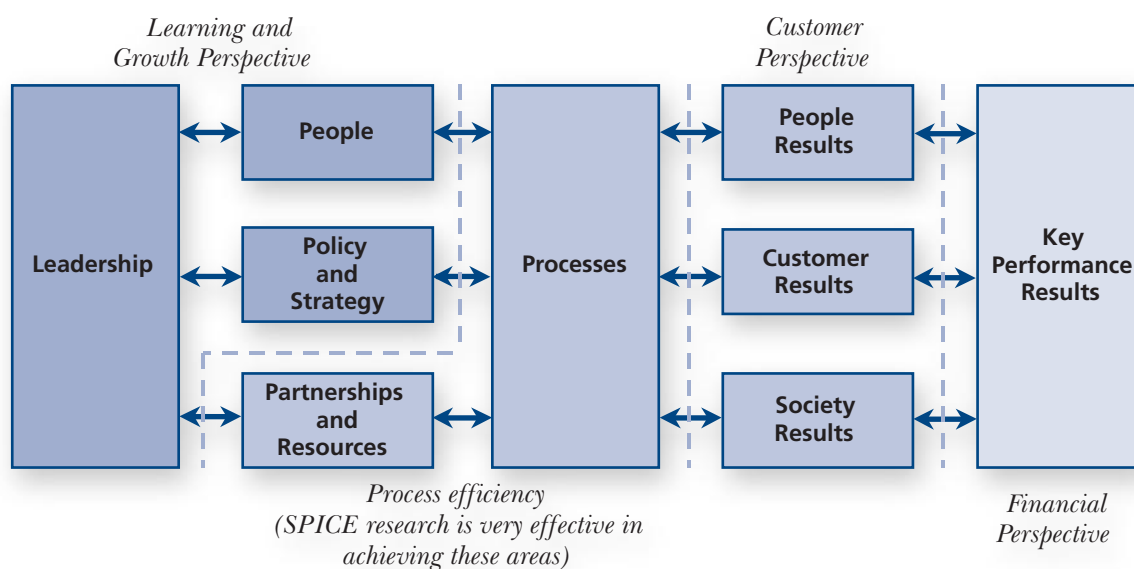 Learning and
Growth Perspective
Customer
Perspective
Leadership
People
Policy
and
Strategy
Partnerships
and
Resources
Processes
People
Results
Customer
Results
Society
Results
Key
Performance
Results
Process efficiency
(SPICE research is very effective in
achieving these areas)
Financial
Perspective